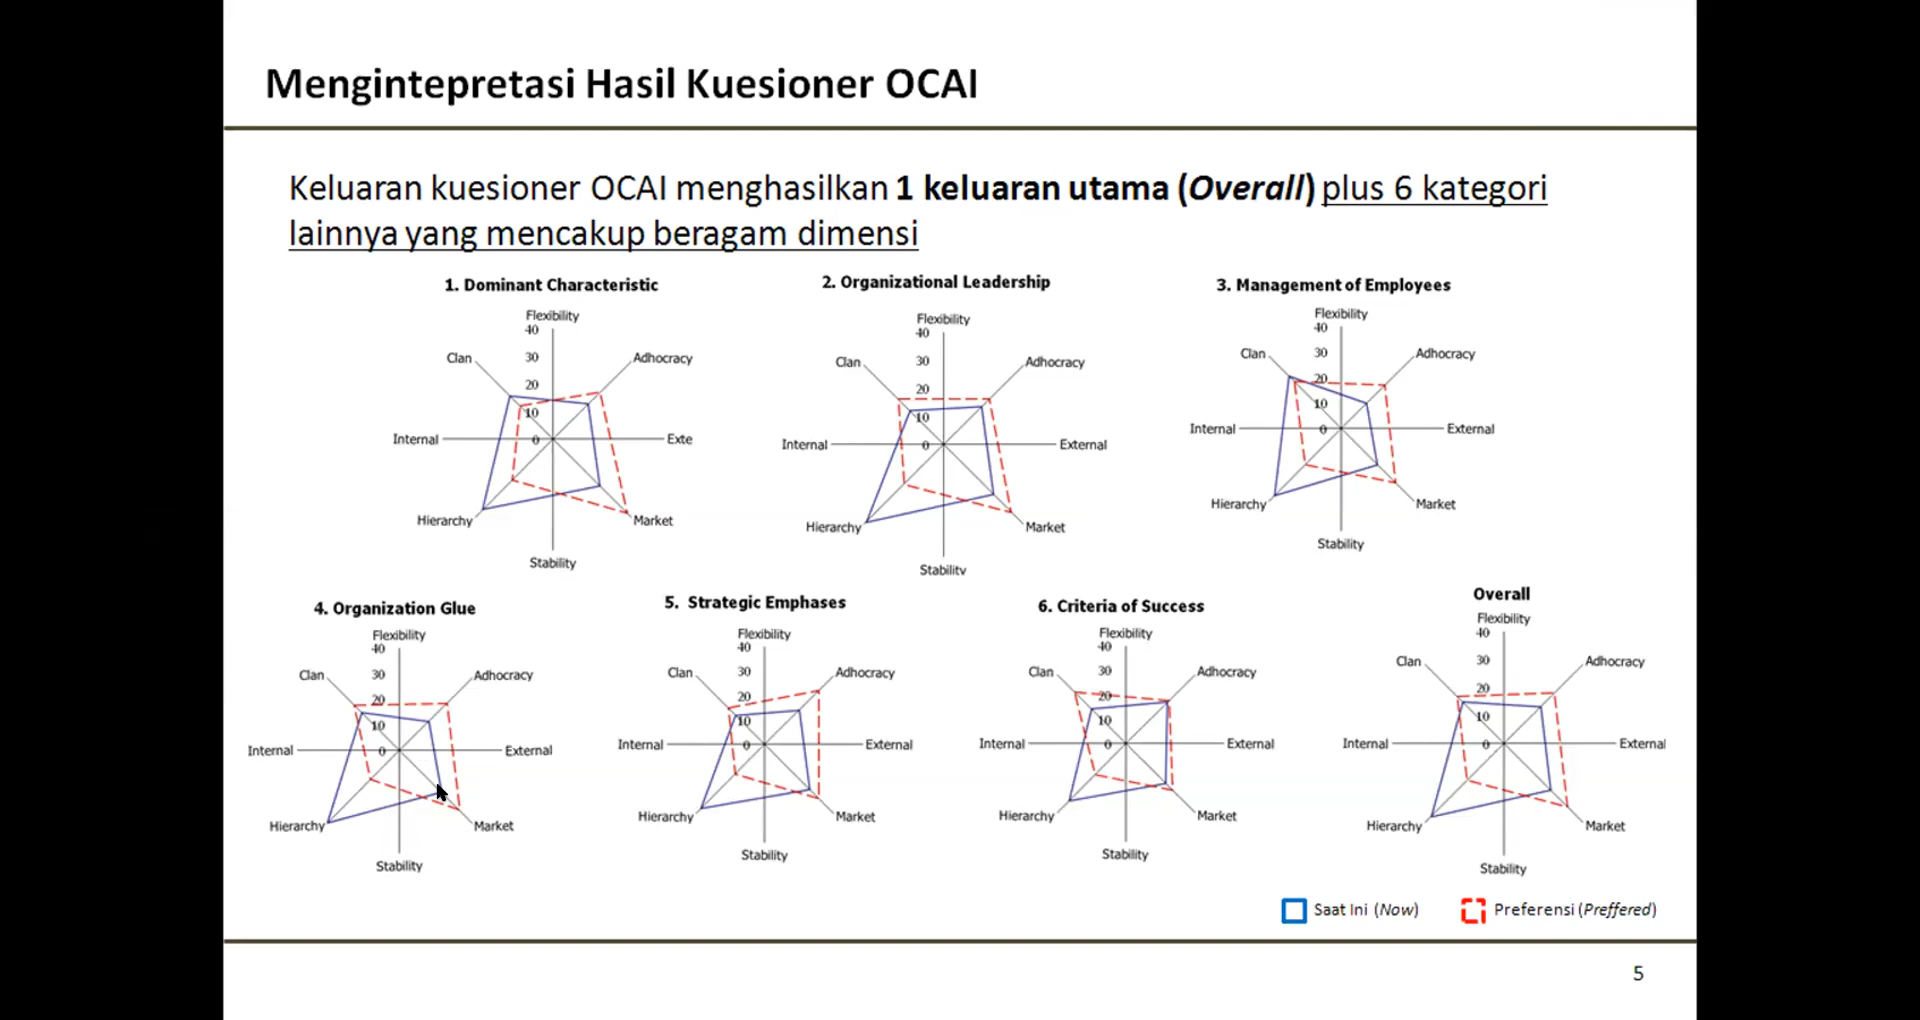 Mengintepretasi Hasil Kuesioner OCAI
Keluaran kuesioner OCAI menghasilkan 1 keluaran utama (Overall) plus 6 kategori
lainnya yang mencakup beragam dimensi
1. Dominant Characteristic
Flexibility
40
30
20
10
0
Clan
Adhocracy
Internal
Exte
Hierarchy
Market
Stability
2. Organizational Leadership
Flexibility
40
30
20
10
0
Clan
Adhocracy
Internal
External
Hierarchy
Market
Stability
3. Management of Employees
Flexibility
40
30
20
10
0
Clan
Adhocracy
Internal
External
Hierarchy
Market
Stability
4. Organization Glue
Flexibility
40
30
20
10
0
Clan
Adhocracy
Internal
External
Hierarchy
Market
Stability
5. Strategic Emphases
Flexibility
40
30
20
10
0
Clan
Adhocracy
Internal
External
Hierarchy
Market
Stability
6. Criteria of Success
Flexibility
40
30
20
10
0
Clan
Adhocracy
Internal
External
Hierarchy
Market
Stability
Overall
Flexibility
40
30
20
10
0
Clan
Adhocracy
Internal
External
Hierarchy
Market
Stability
Saat Ini (Now)
Preferensi (Preffered)
5